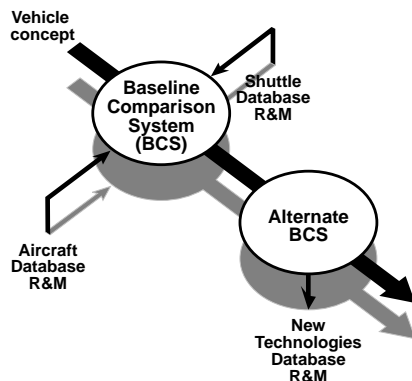 Vehicle
concept
Baseline
Comparison
System
(BCS)
Shuttle
Database
R&M
Aircraft
Database
R&M
Alternate
BCS
New
Technologies
Database
R&M